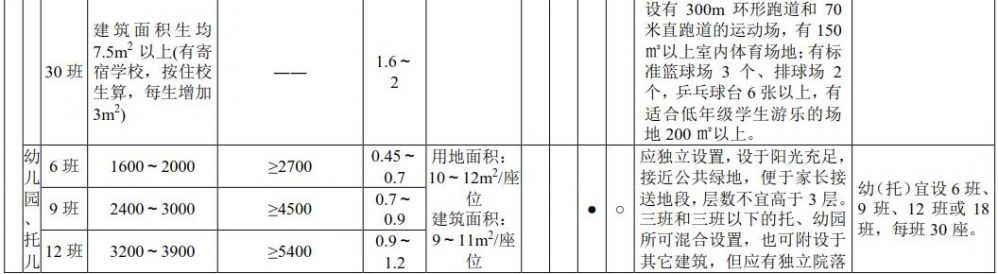 30 班
建筑面积生均
7.5m² 以上(有寄
宿学校，按住校
生算，每生增加
3m²)
——
1.6～
2
设有 300m 环形跑道和 70
米直跑道的运动场，有 150
㎡以上室内体育场地；有标
准篮球场 3 个、排球场 2
个，乒乓球台 6 张以上，有
适合低年级学生游乐的场
地 200 ㎡以上。
幼
儿
园
、
托
儿
6 班
1600～2000
≥2700
0.45～
0.7
9 班
2400～3000
≥4500
0.7～
0.9
12 班
3200～3900
≥5400
0.9～
1.2
用地面积：
10～12m²/座
位
建筑面积：
9～11m²/座
位
●
○
应独立设置，设于阳光充足，
接近公共绿地，便于家长接
送地段，层数不宜高于 3 层。
三班和三班以下的托、幼园
所可混合设置，也可附设于
其它建筑，但应有独立院落
幼（托）宜设 6 班、
9 班、12 班或 18
班，每班 30 座。